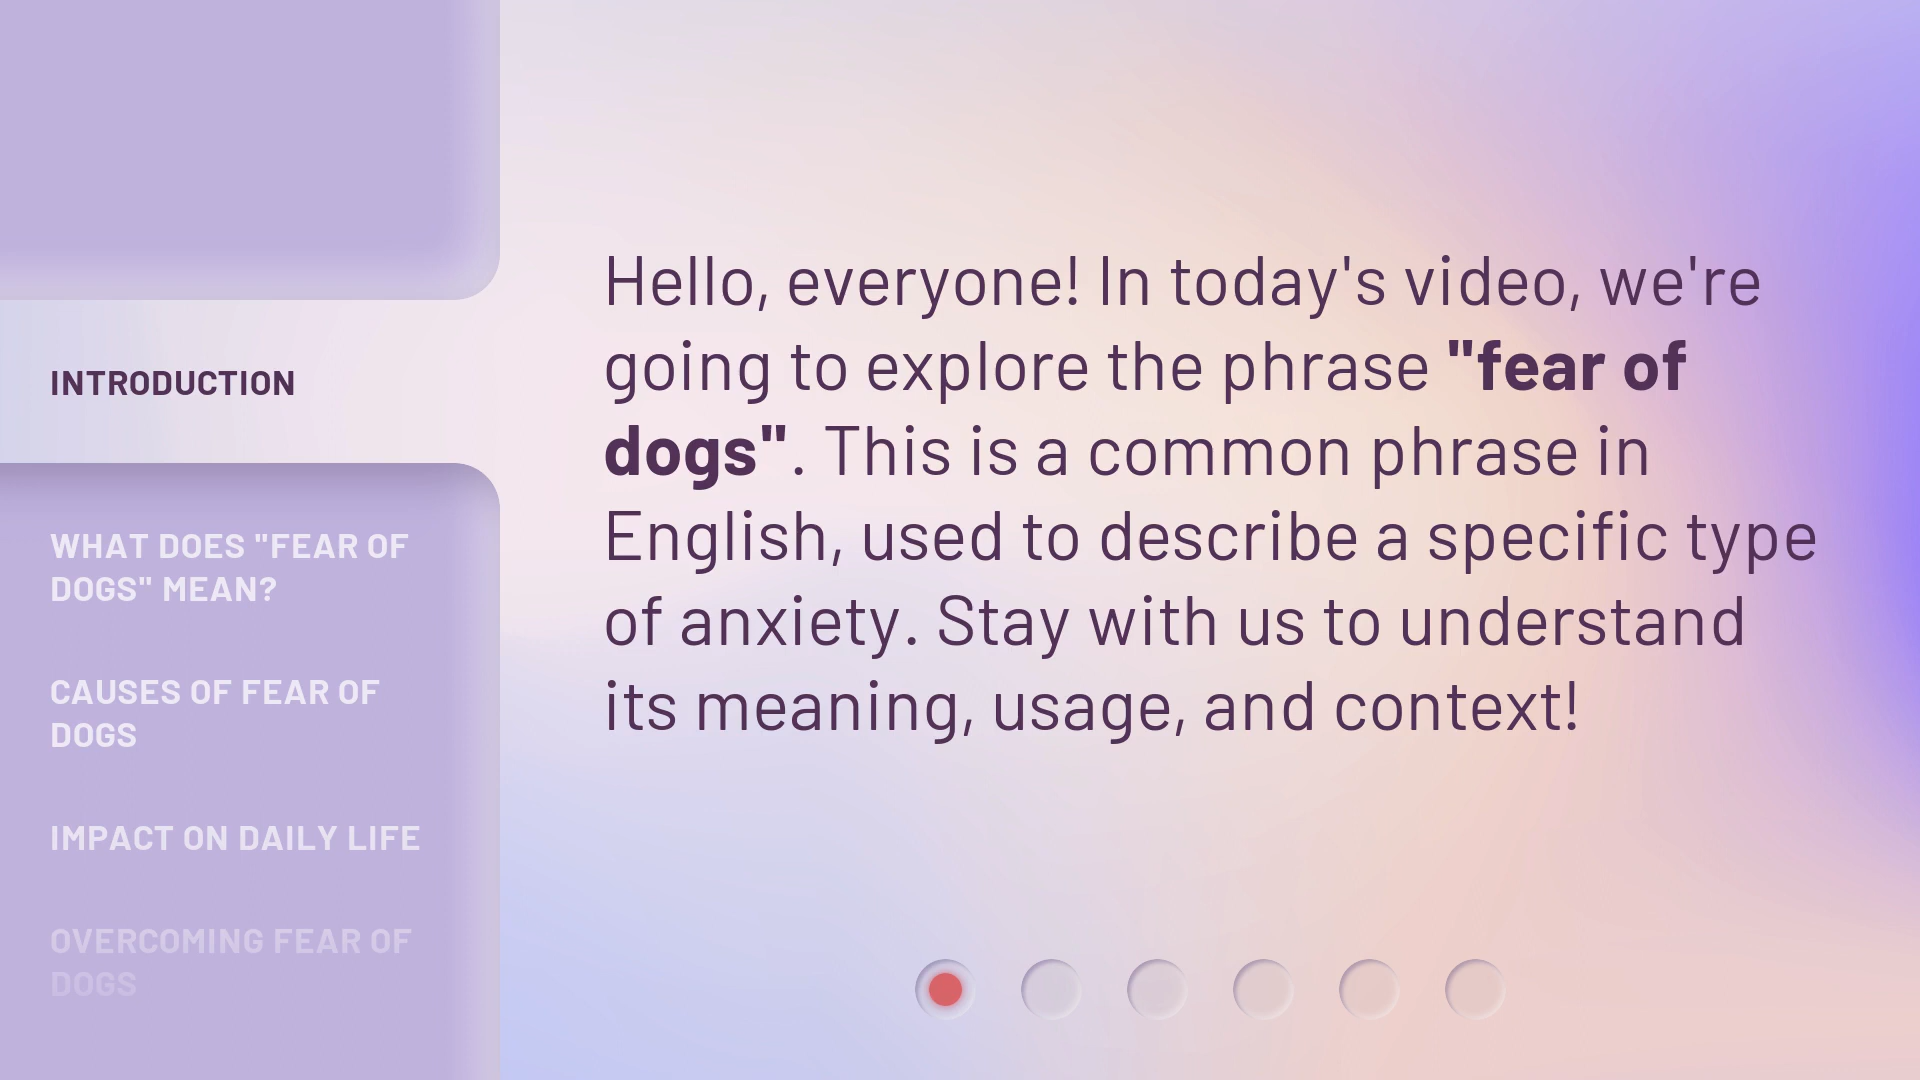 INTRODUCTION
WHAT DOES "FEAR OF
DOGS" MEAN?
CAUSES OF FEAR OF
DOGS
IMPACT ON DAILY LIFE
OVERCOMING FEAR OF
DOGS
Hello, everyone! In today's video, we're
going to explore the phrase "fear of
dogs". This is a common phrase in
English, used to describe a specific type
of anxiety. Stay with us to understand
its meaning, usage, and context!